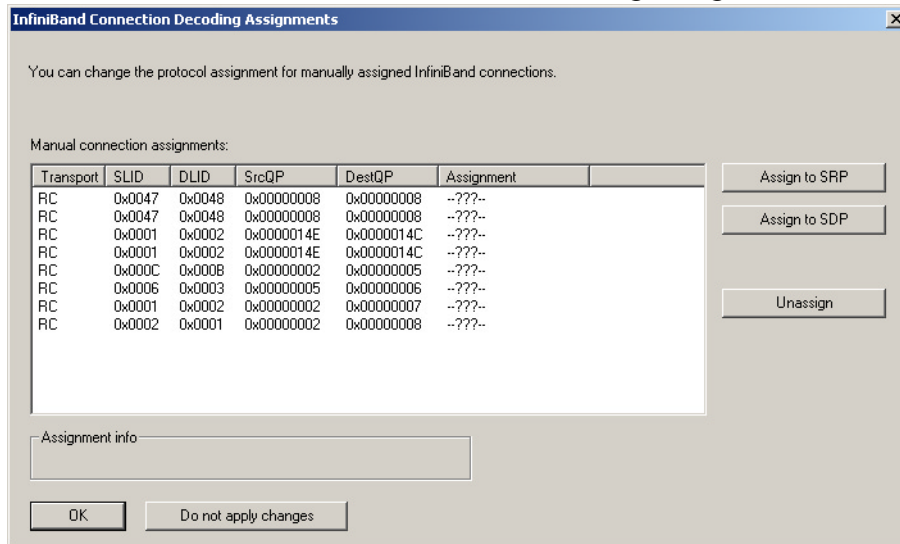 InfiniBand Connection Decoding Assignments
You can change the protocol assignment for manually assigned InfiniBand connections.
Manual connection assignments:
Transport SLID DLID SrcQP DestQP Assignment
RC 0x0047 0x0048 0x00000008 0x00000008 --???--
RC 0x0047 0x0048 0x00000008 0x00000008 --???--
RC 0x0001 0x0002 0x0000014E 0x0000014C --???--
RC 0x0001 0x0002 0x0000014E 0x0000014C --???--
RC 0x000C 0x000B 0x00000002 0x00000005 --???--
RC 0x0006 0x0003 0x00000005 0x00000006 --???--
RC 0x0001 0x0002 0x00000002 0x00000007 --???--
RC 0x0002 0x0001 0x00000002 0x00000008 --???--
Assign to SRP
Assign to SDP
Unassign
Assignment info
OK Do not apply changes